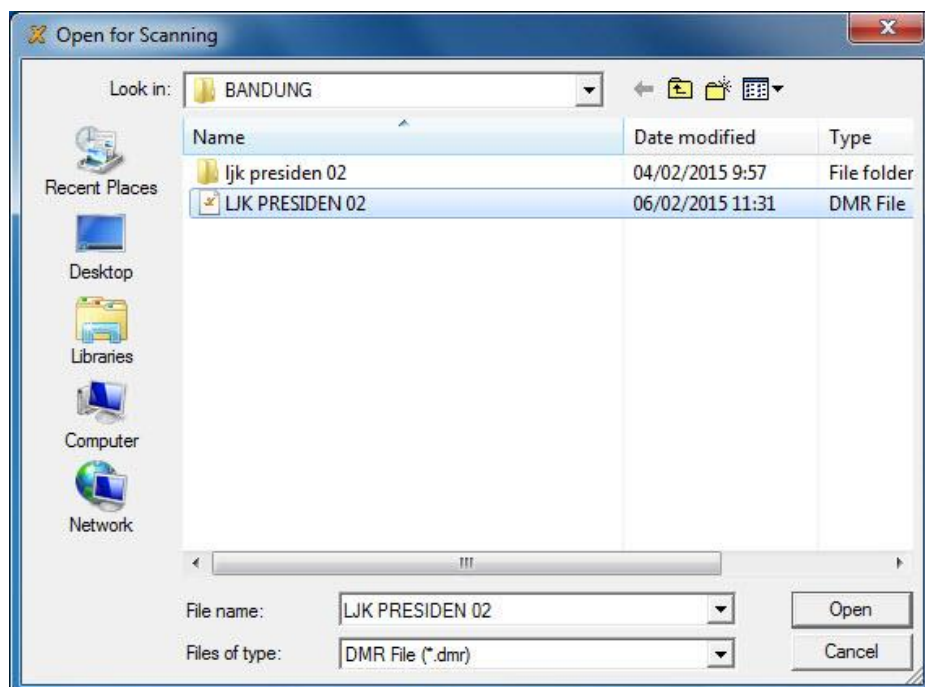 Open for Scanning
Look in: BANDUNG
Name Date modified Type
ljk presiden 02 04/02/2015 9:57 File folder
LJK PRESIDEN 02 06/02/2015 11:31 DMR File
Recent Places
Desktop
Libraries
Computer
Network
File name: LJK PRESIDEN 02 Open
Files of type: DMR File (*.dmr) Cancel